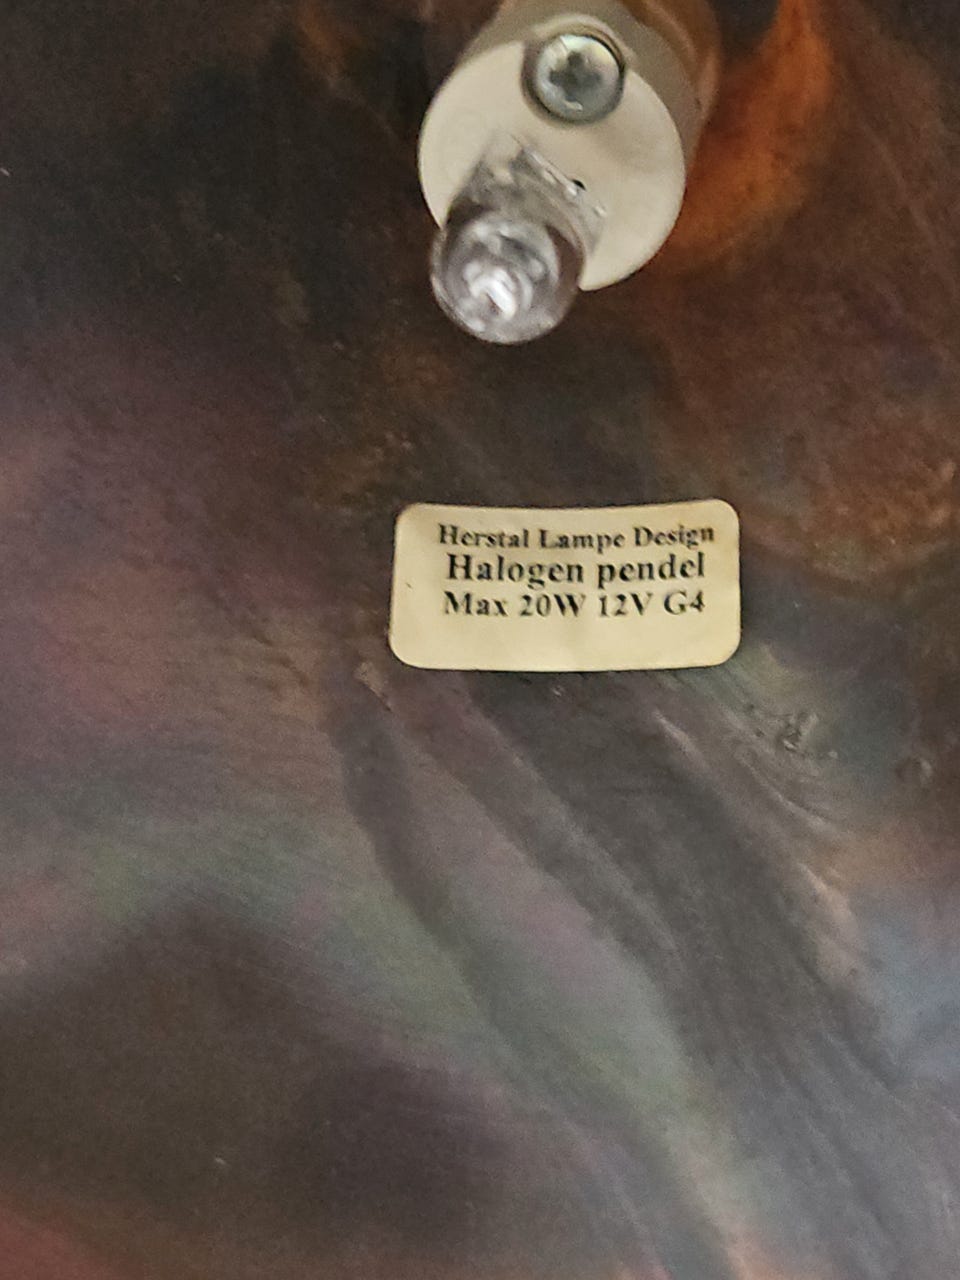 Herstal Lampe Design
Halogen pendel
Max 20W 12V G4